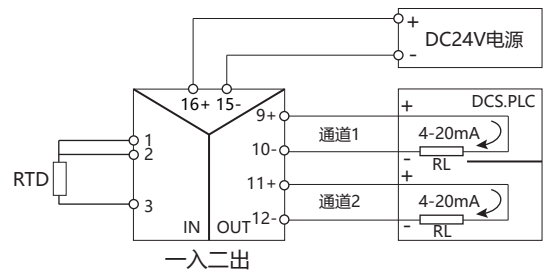 +
DC24V电源
-
16+ 15-
DCS.PLC
9+
+
通道1
4-20mA
1
2
10-
-
RL
RTD
11+
+
通道2
4-20mA
3
12-
-
RL
IN OUT
一入二出